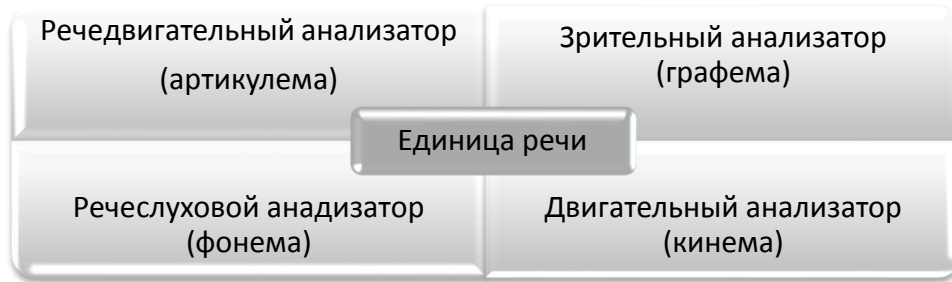 Речедвигательный анализатор
(артикулема)
Зрительный анализатор
(графема)
Единица речи
Речеслуховой анадизатор
(фонема)
Двигательный анализатор
(кинема)